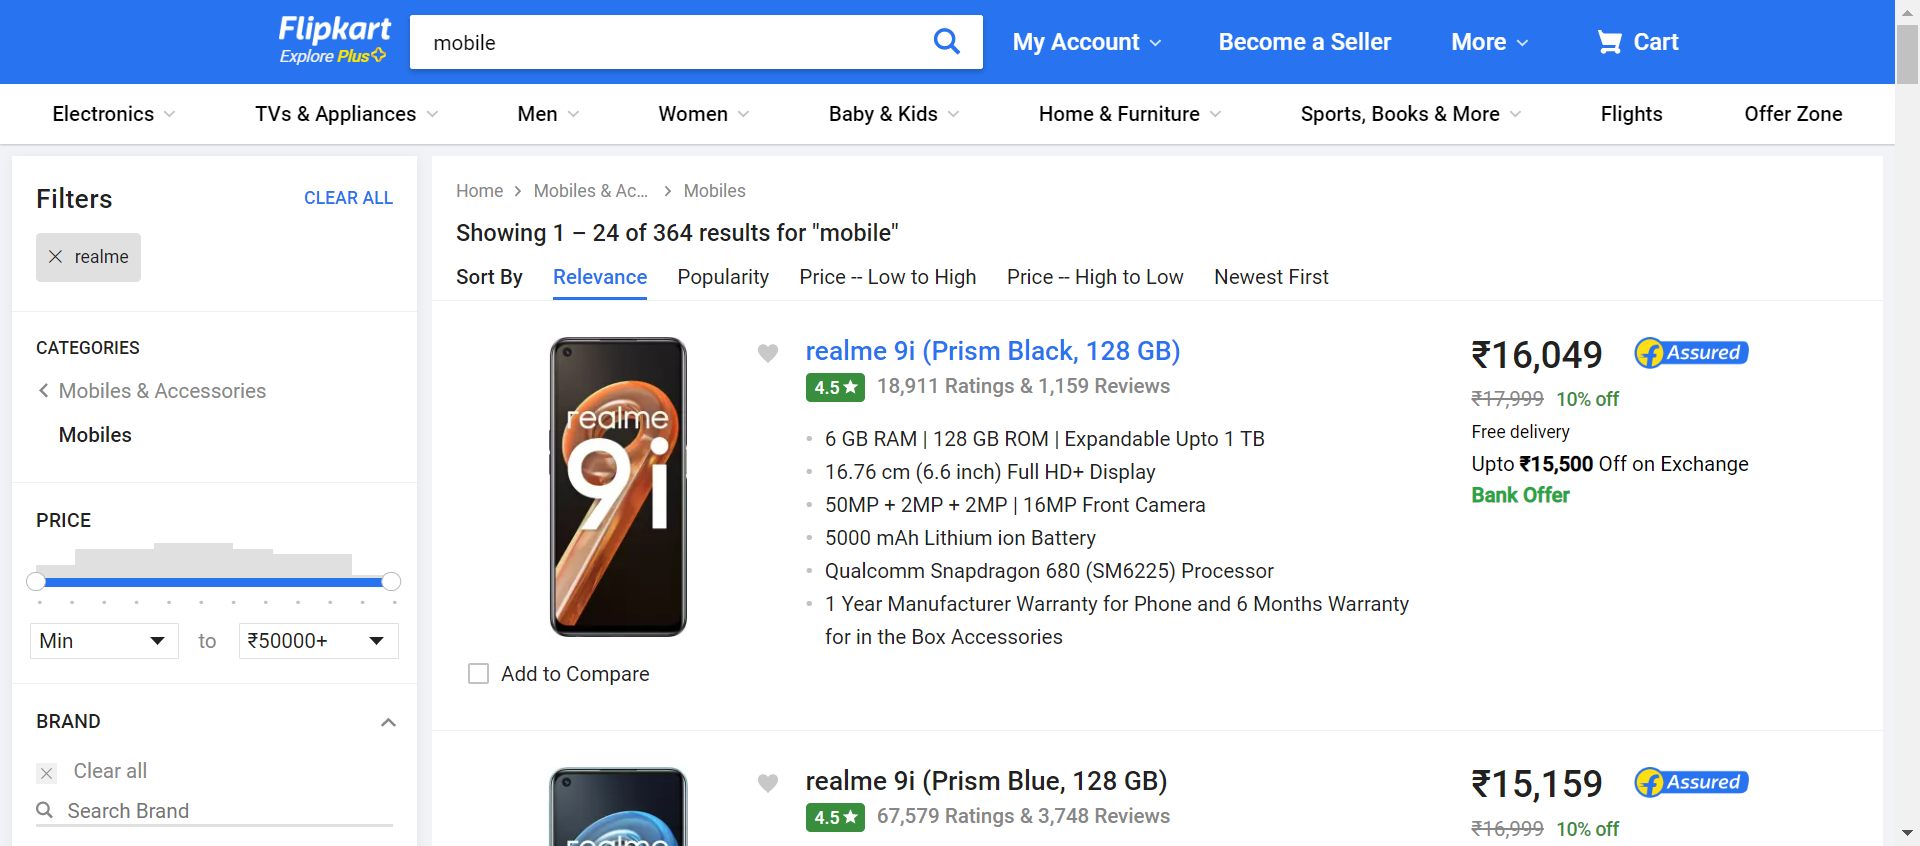 Flipkart
Explore Plus
mobile
My Account
Become a Seller
More
Cart
Electronics
TVs & Appliances
Men
Women
Baby & Kids
Home & Furniture
Sports, Books & More
Flights
Offer Zone
Filters
CLEAR ALL
realme
CATEGORIES
Mobiles & Accessories
Mobiles
PRICE
Min
to
₹50000+
BRAND
Clear all
Search Brand
Home
Mobiles & Ac...
Mobiles
Showing 1 – 24 of 364 results for "mobile"
Sort By
Relevance
Popularity
Price -- Low to High
Price -- High to Low
Newest First
realme
9i
Add to Compare
realme 9i (Prism Black, 128 GB)
4.5
18,911 Ratings & 1,159 Reviews
6 GB RAM | 128 GB ROM | Expandable Upto 1 TB
16.76 cm (6.6 inch) Full HD+ Display
50MP + 2MP + 2MP | 16MP Front Camera
5000 mAh Lithium ion Battery
Qualcomm Snapdragon 680 (SM6225) Processor
1 Year Manufacturer Warranty for Phone and 6 Months Warranty
for in the Box Accessories
₹16,049
f Assured
₹17,999
10% off
Free delivery
Upto ₹15,500 Off on Exchange
Bank Offer
realme
realme 9i (Prism Blue, 128 GB)
4.5
67,579 Ratings & 3,748 Reviews
₹15,159
f Assured
₹16,999
10% off